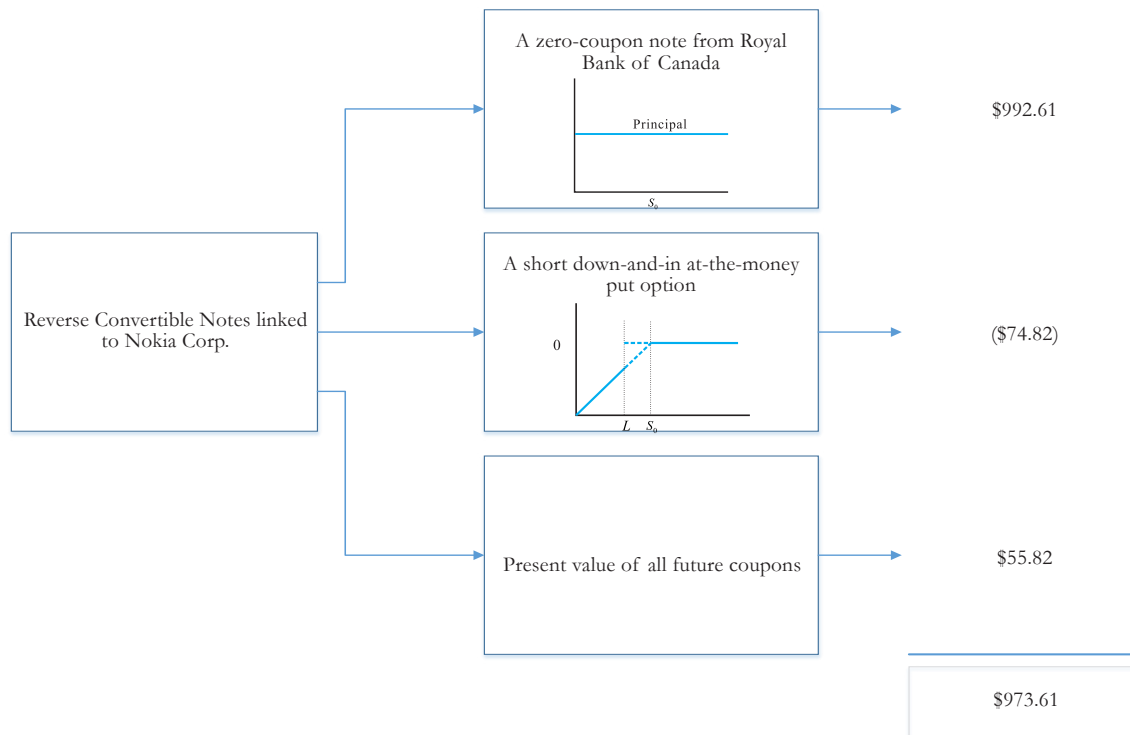 A zero-coupon note from Royal
Bank of Canada
Principal
S₀
$992.61
Reverse Convertible Notes linked
to Nokia Corp.
A short down-and-in at-the-money
put option
0
L S₀
($74.82)
Present value of all future coupons
$55.82
$973.61